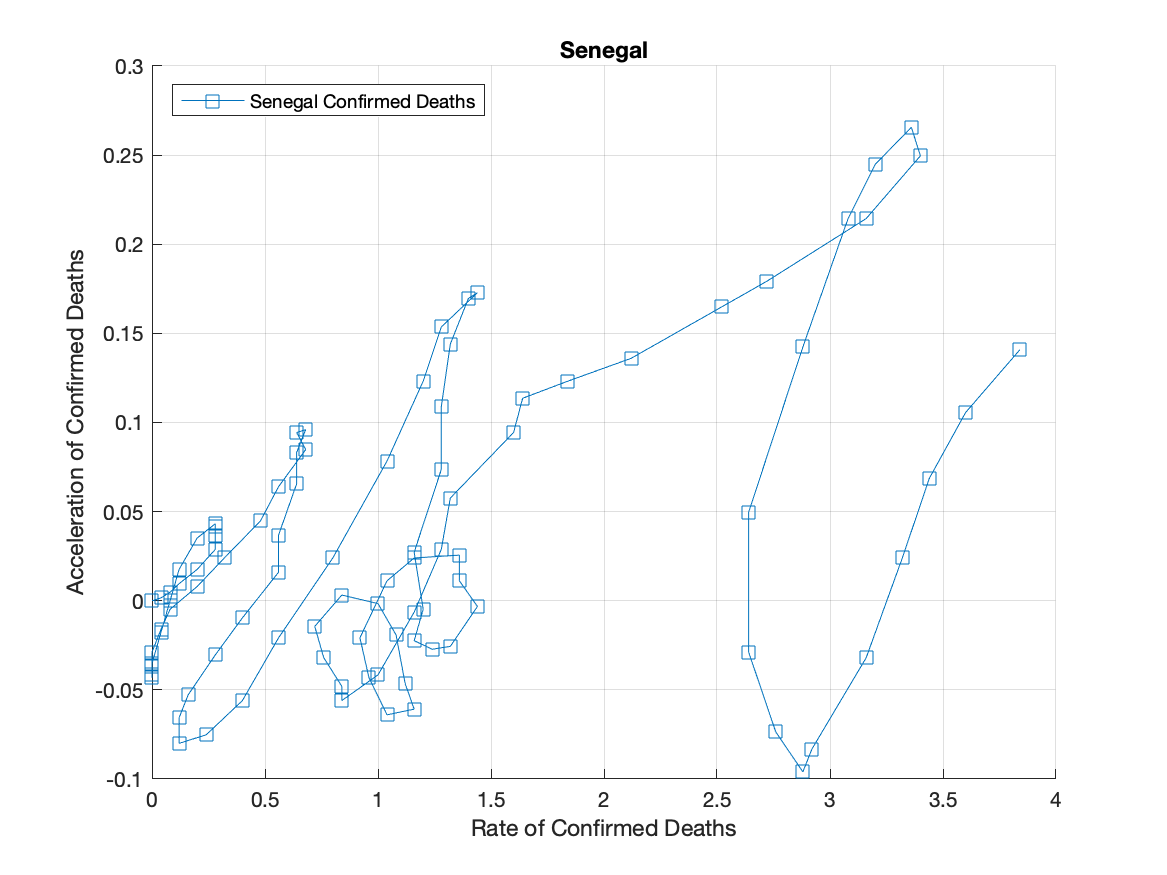 Senegal
Senegal Confirmed Deaths
Acceleration of Confirmed Deaths
0.3
0.25
0.2
0.15
0.1
0.05
0
-0.05
-0.1
0 0.5 1 1.5 2 2.5 3 3.5 4
Rate of Confirmed Deaths